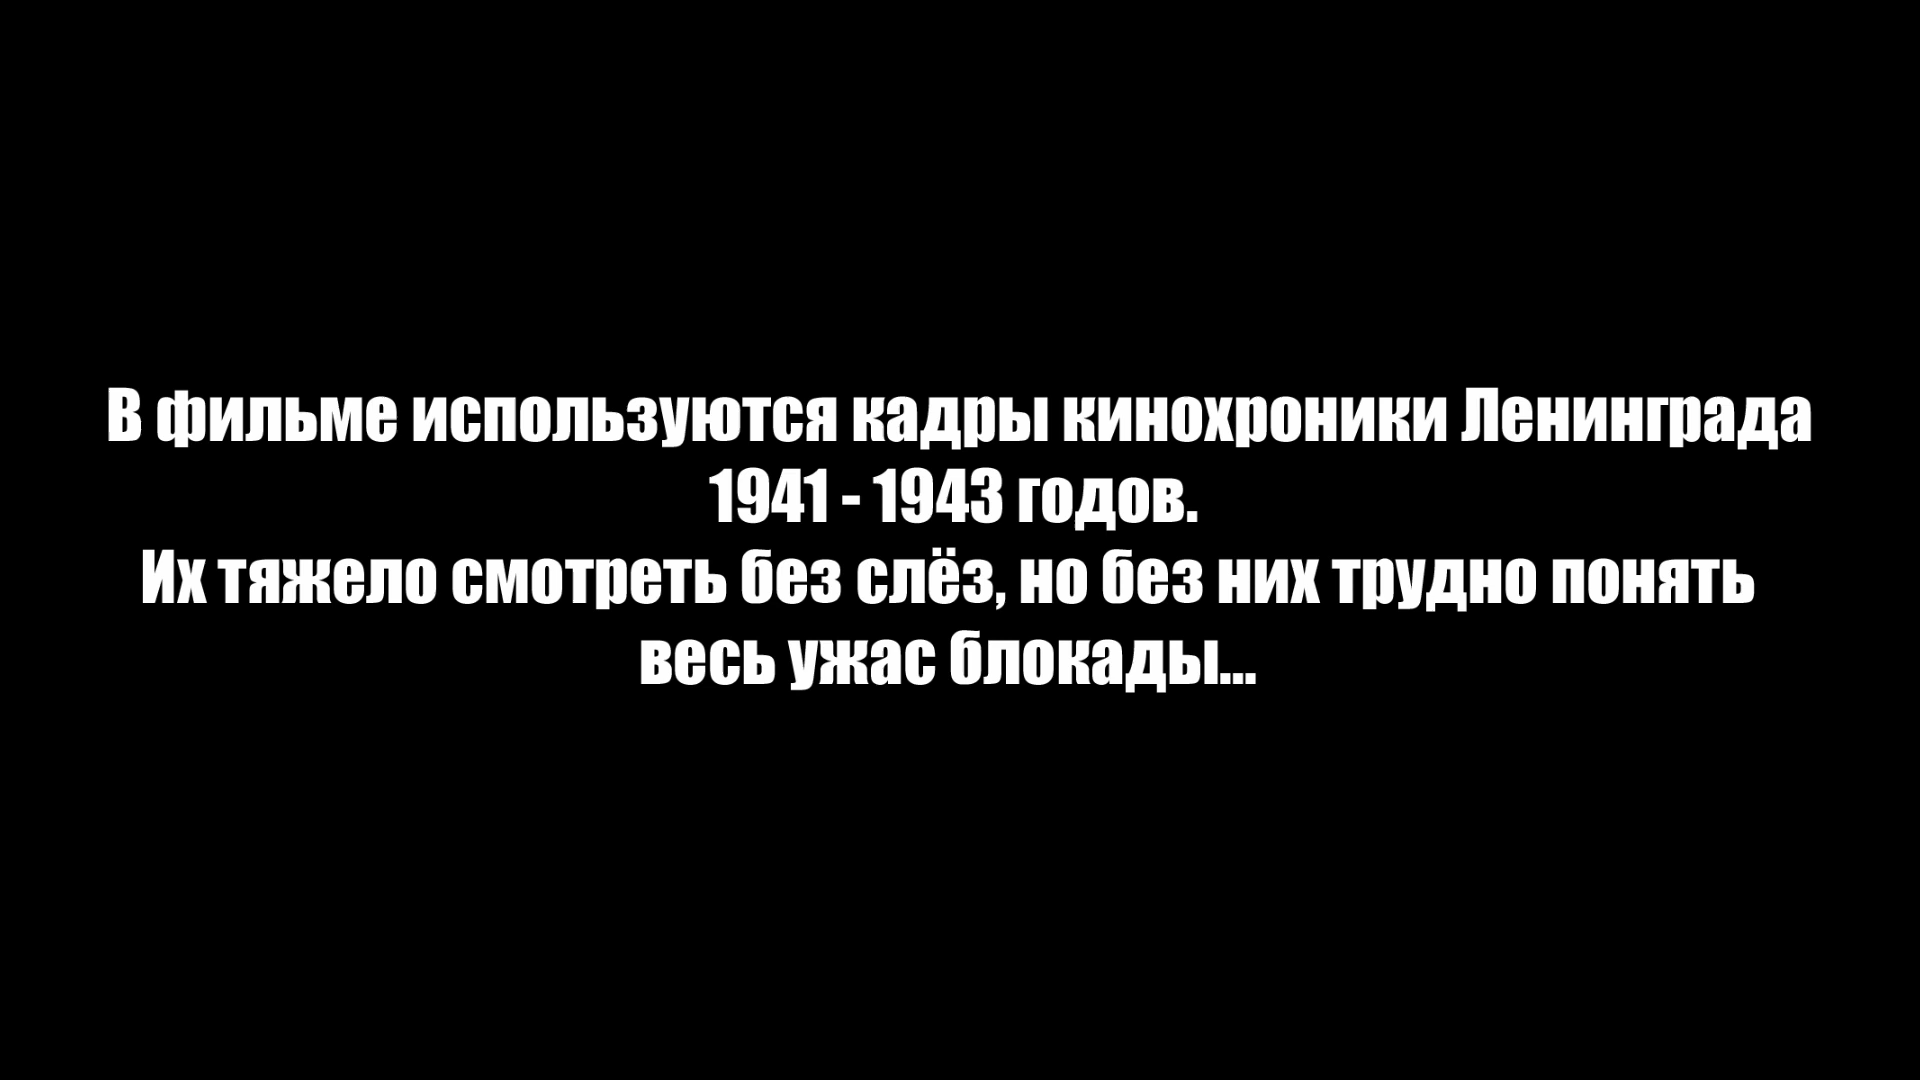 В фильме используются кадры кинохроники Ленинграда
1941 - 1943 годов.
Их тяжело смотреть без слёз, но без них трудно понять
весь ужас блокады...